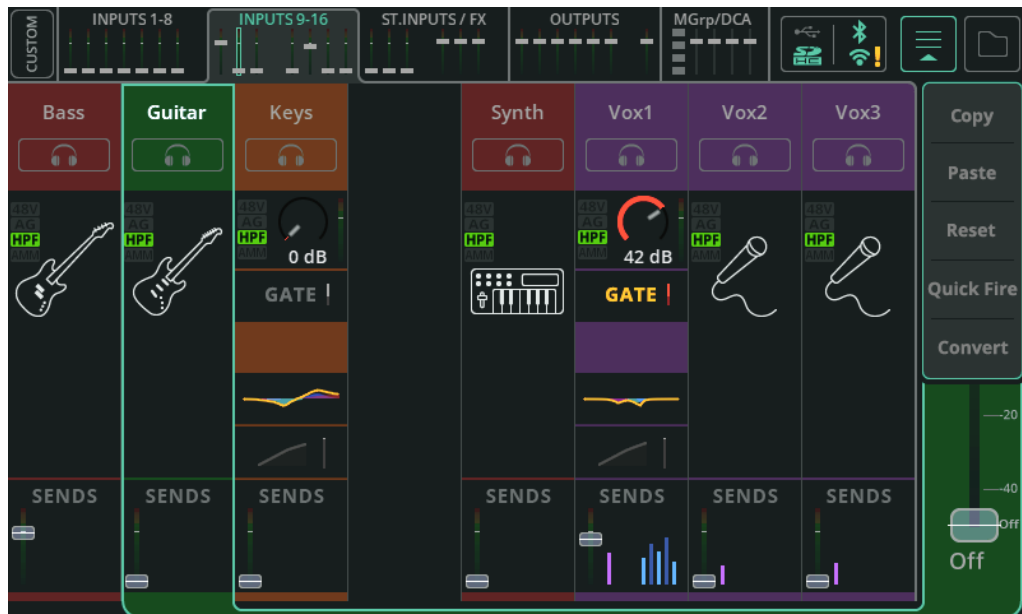 CUSTOM
INPUTS 1-8
INPUTS 9-16
ST.INPUTS / FX
OUTPUTS
MGrp/DCA
Bass
Guitar
Keys
Synth
Vox1
Vox2
Vox3
48V
AG
HPF
AMM
48V
AG
HPF
AMM
48V
AG
HPF
AMM
0 dB
48V
AG
HPF
AMM
48V
AG
HPF
AMM
42 dB
48V
AG
HPF
AMM
48V
AG
HPF
AMM
GATE
GATE
SENDS
SENDS
SENDS
SENDS
SENDS
SENDS
SENDS
Copy
Paste
Reset
Quick Fire
Convert
-20
-40
Off
Off